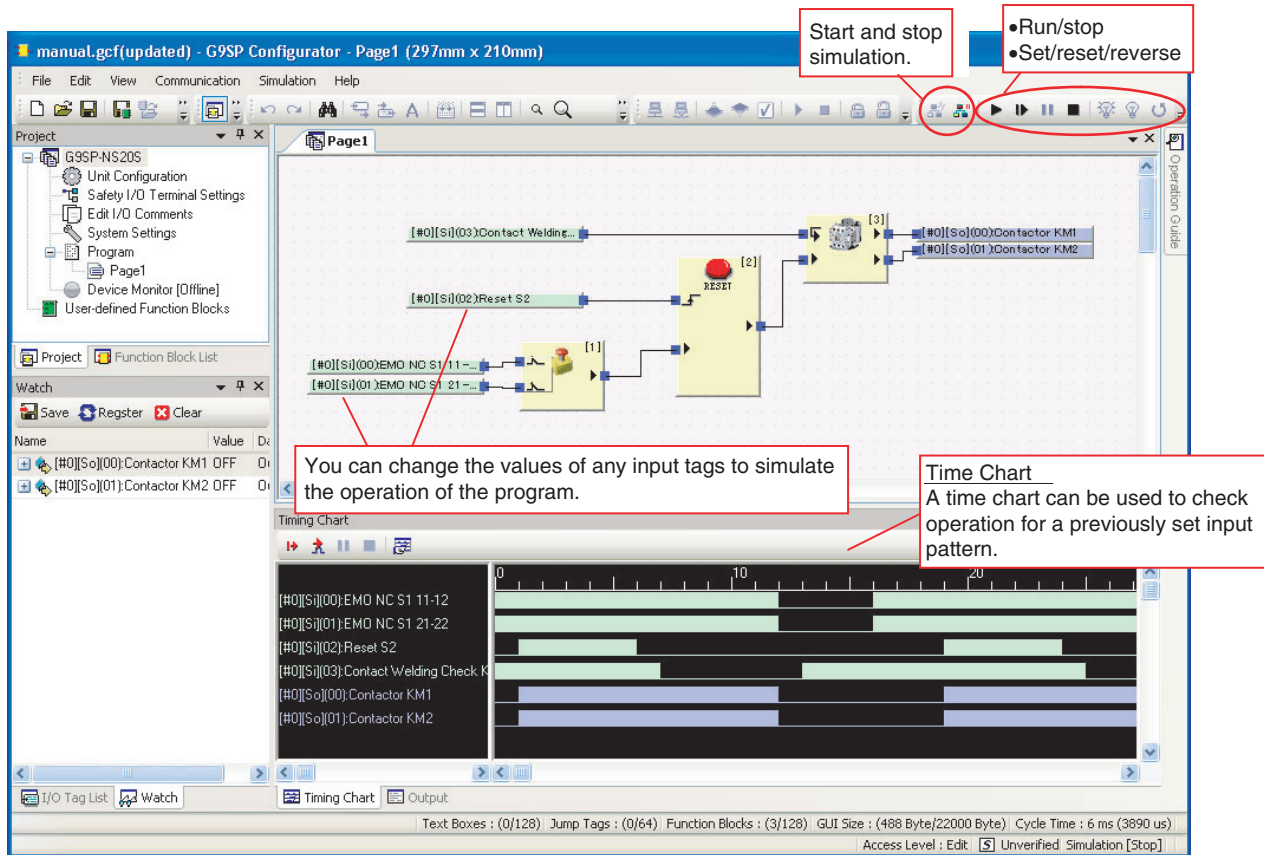 Start and stop
simulation.
•Run/stop
•Set/reset/reverse
manual.gcf(updated) - G9SP Configurator - Page1 (297mm x 210mm)
File Edit View Communication Simulation Help
Project
G9SP-NS20S
Unit Configuration
Safety I/O Terminal Settings
Edit I/O Comments
System Settings
Program
Page1
Device Monitor [Offline]
User-defined Function Blocks
Project Function Block List
Watch
Save Regster Clear
Name Value Da
[#0][So](00):Contactor KM1 OFF
[#0][So](01):Contactor KM2 OFF
I/O Tag List Watch
Page1
Operation Guide
[#0][Si](03):Contact Welding...
[3]
[#0][So](00):Contactor KM1
[#0][So](01):Contactor KM2
[2]
RESET
[#0][Si](02):Reset S2
[1]
[#0][Si](00):EMO NC S1 11-...
[#0][Si](01):EMO NC S1 21-...
You can change the values of any input tags to simulate
the operation of the program.
Time Chart
A time chart can be used to check
operation for a previously set input
pattern.
Timing Chart
0 10 20
[#0][Si](00):EMO NC S1 11-12
[#0][Si](01):EMO NC S1 21-22
[#0][Si](02):Reset S2
[#0][Si](03):Contact Welding Check K
[#0][So](00):Contactor KM1
[#0][So](01):Contactor KM2
Timing Chart Output
Text Boxes : (0/128) Jump Tags : (0/64) Function Blocks : (3/128) GUI Size : (488 Byte/22000 Byte) Cycle Time : 6 ms (3890 us)
Access Level : Edit S Unverified Simulation [Stop]